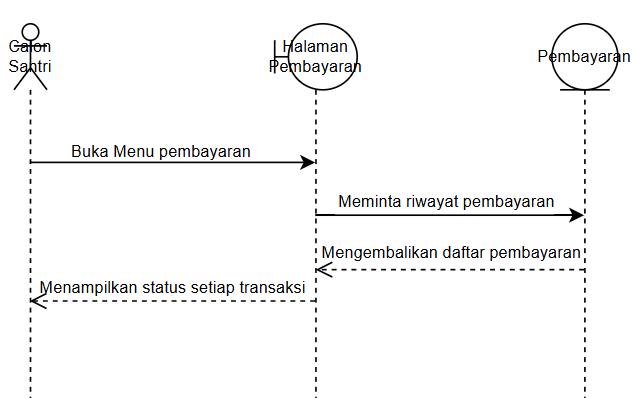 Calon
Santri
Halaman
Pembayaran
Pembayaran
Buka Menu pembayaran
Meminta riwayat pembayaran
Mengembalikan daftar pembayaran
Menampilkan status setiap transaksi